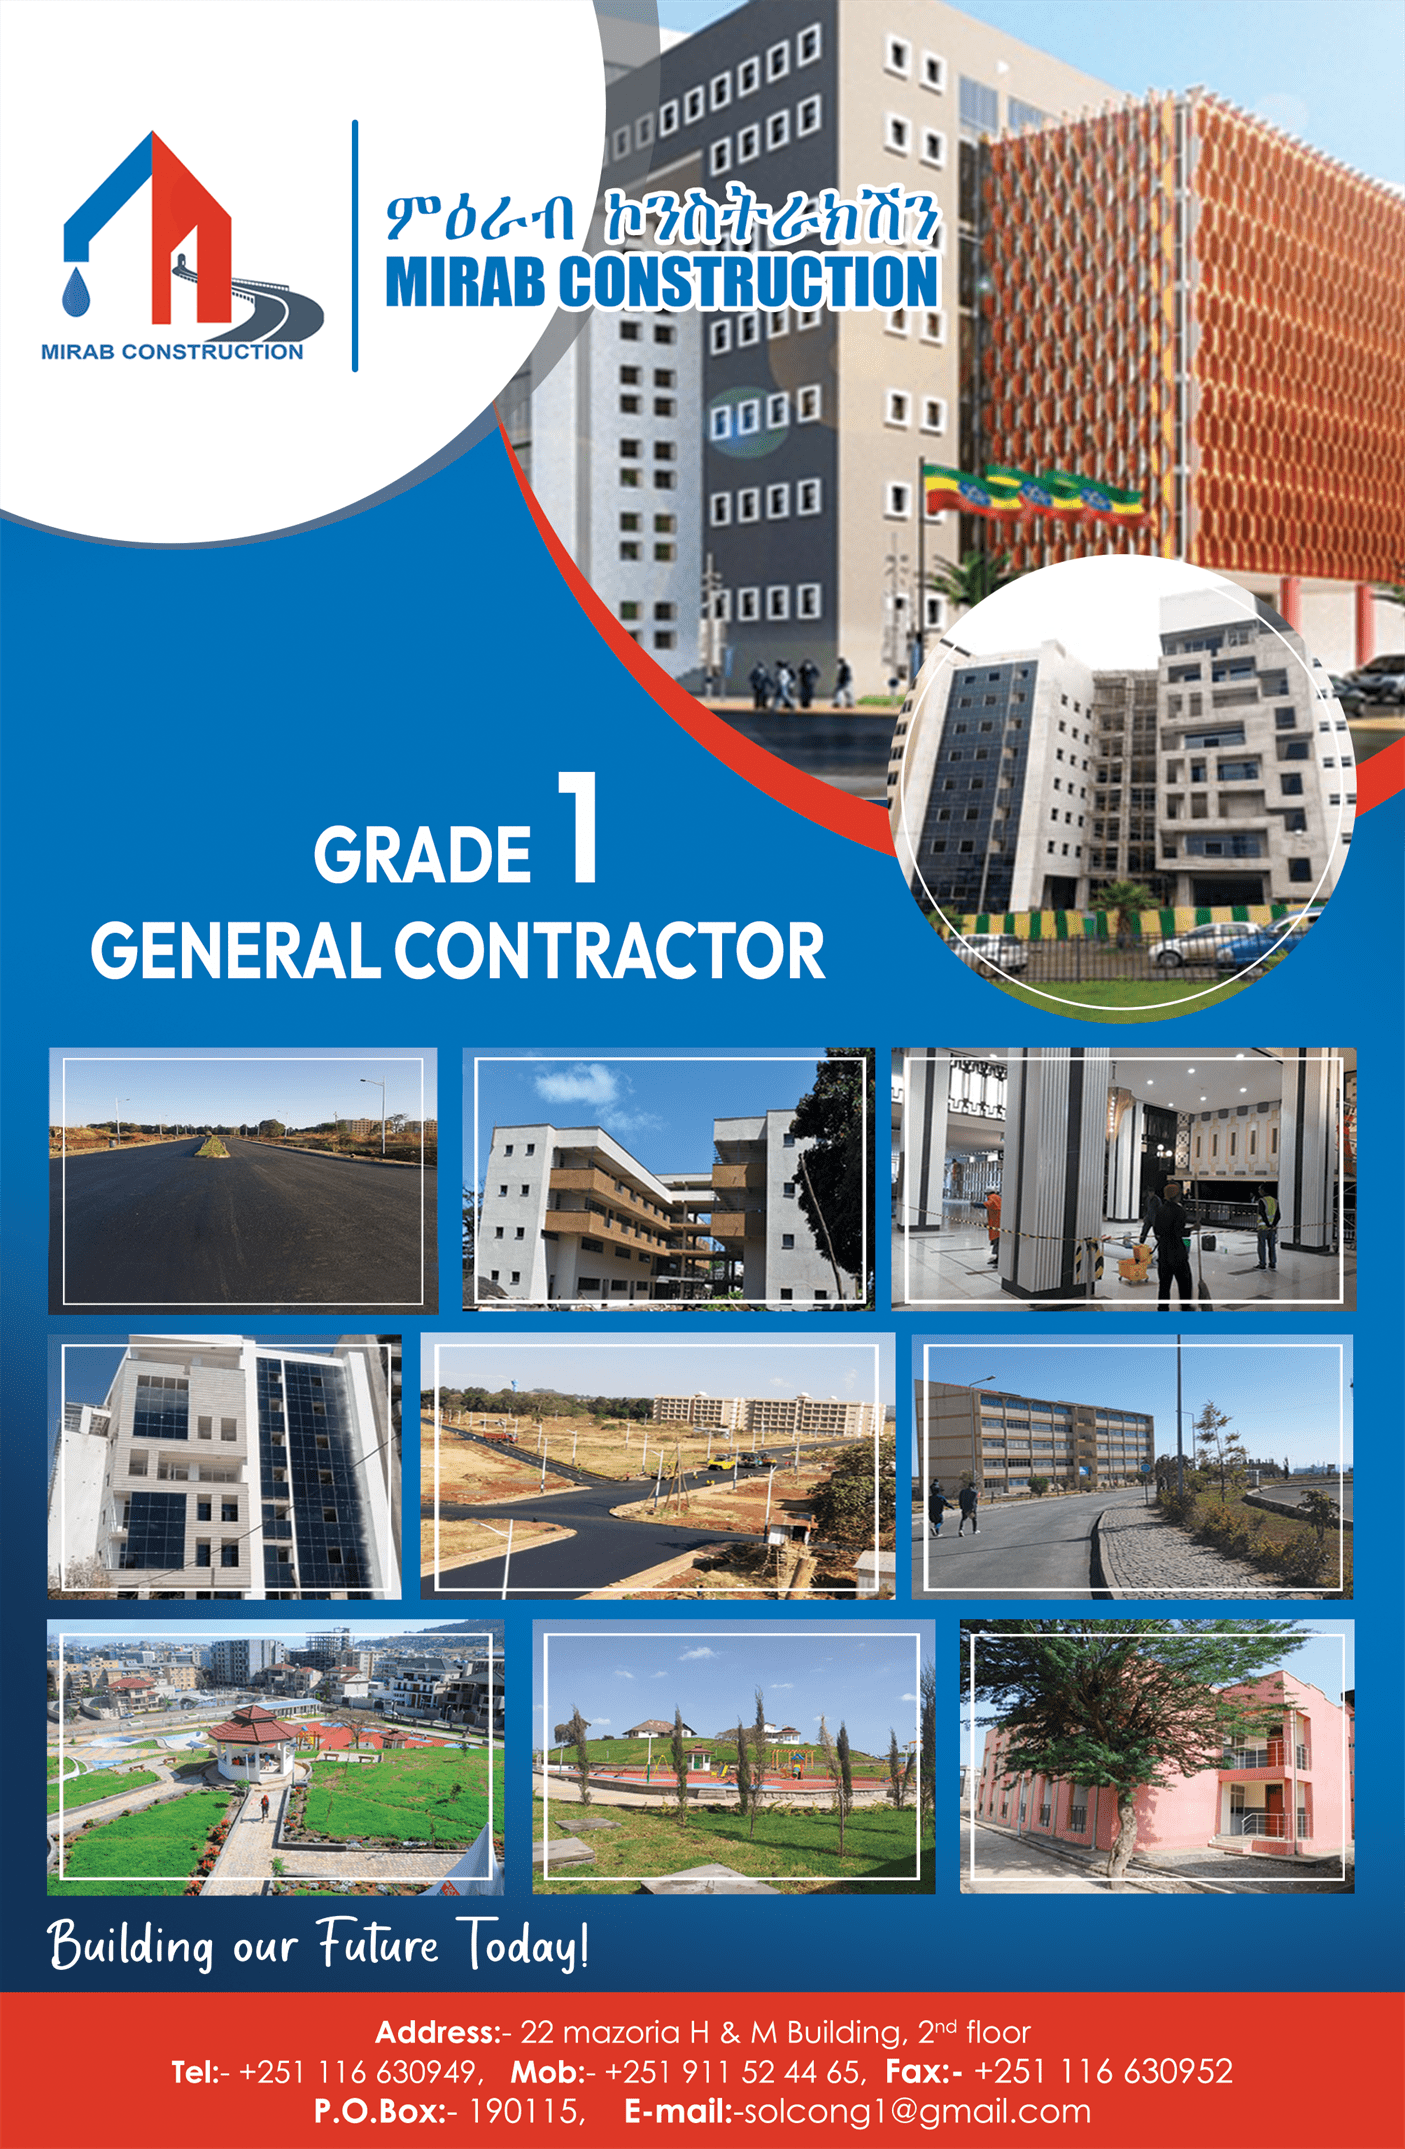 ምዕራብ ኮንስትራክሽን
MIRAB CONSTRUCTION
MIRAB CONSTRUCTION
GRADE 1
GENERAL CONTRACTOR
Building our Future Today!
Address:- 22 mazoria H & M Building, 2nd floor
Tel:- +251 116 630949, Mob:- +251 911 52 44 65, Fax:- +251 116 630952
P.O.Box:- 190115, E-mail:-solcong1@gmail.com